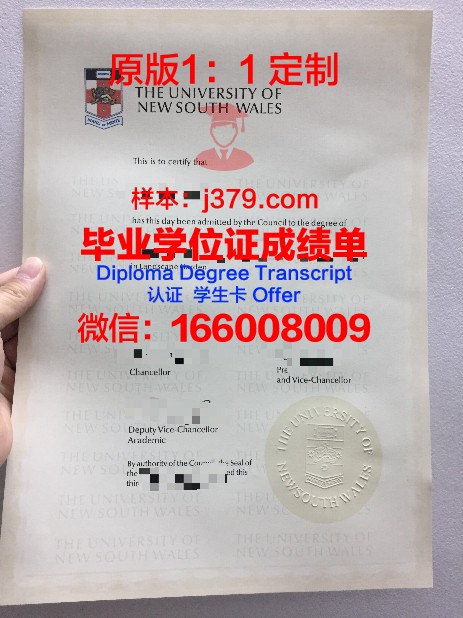 原版1：1 定制
THE UNIVERSITY OF
NEW SOUTH WALES
This is to certify that
样本：j379.com
has this day been admitted by the Council to the degree of
毕业学位证成绩单
in Landscape
Diploma Degree Transcript
认证 学生卡 Offer
微信：166008009
Chancellor
and Vice-Chancellor
Deputy Vice-Chancellor
Academic
By authority of the Council, the Seal of
the
this
THE UNIVERSITY OF
NEW SOUTH WALES